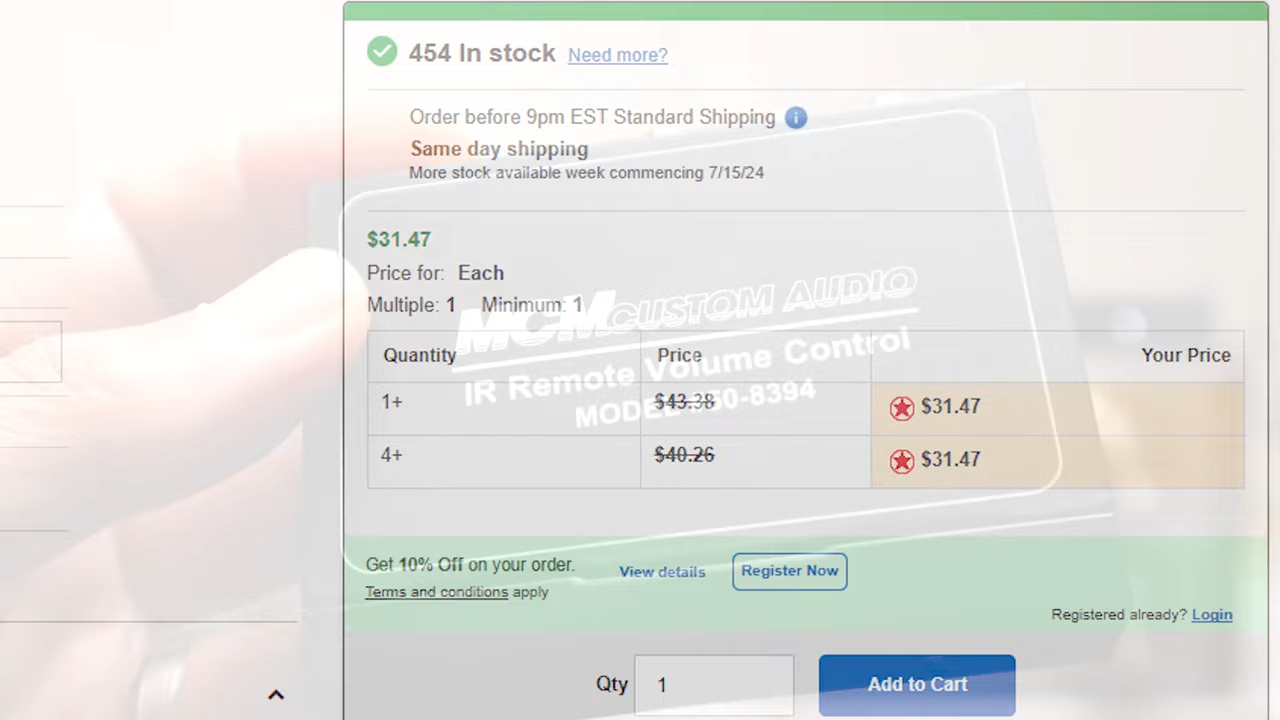 454 In stock Need more?
Order before 9pm EST Standard Shipping
Same day shipping
More stock available week commencing 7/15/24
$31.47
Price for: Each
Multiple: 1 Minimum: 1
MCM CUSTOM AUDIO
IR Remote Volume Control
MODEL #50-8394
Quantity Price Your Price
1+ $43.38 $31.47
4+ $40.26 $31.47
Get 10% Off on your order. View details Register Now
Terms and conditions apply
Registered already? Login
Qty 1 Add to Cart